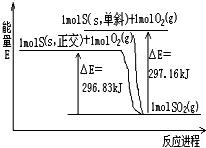 能量E
1molS(s,单斜)+1molO₂(g)
1molS(s,正交)+1molO₂(g)
ΔE=
297.16kJ
ΔE=
296.83kJ
1molSO₂(g)
反应进程